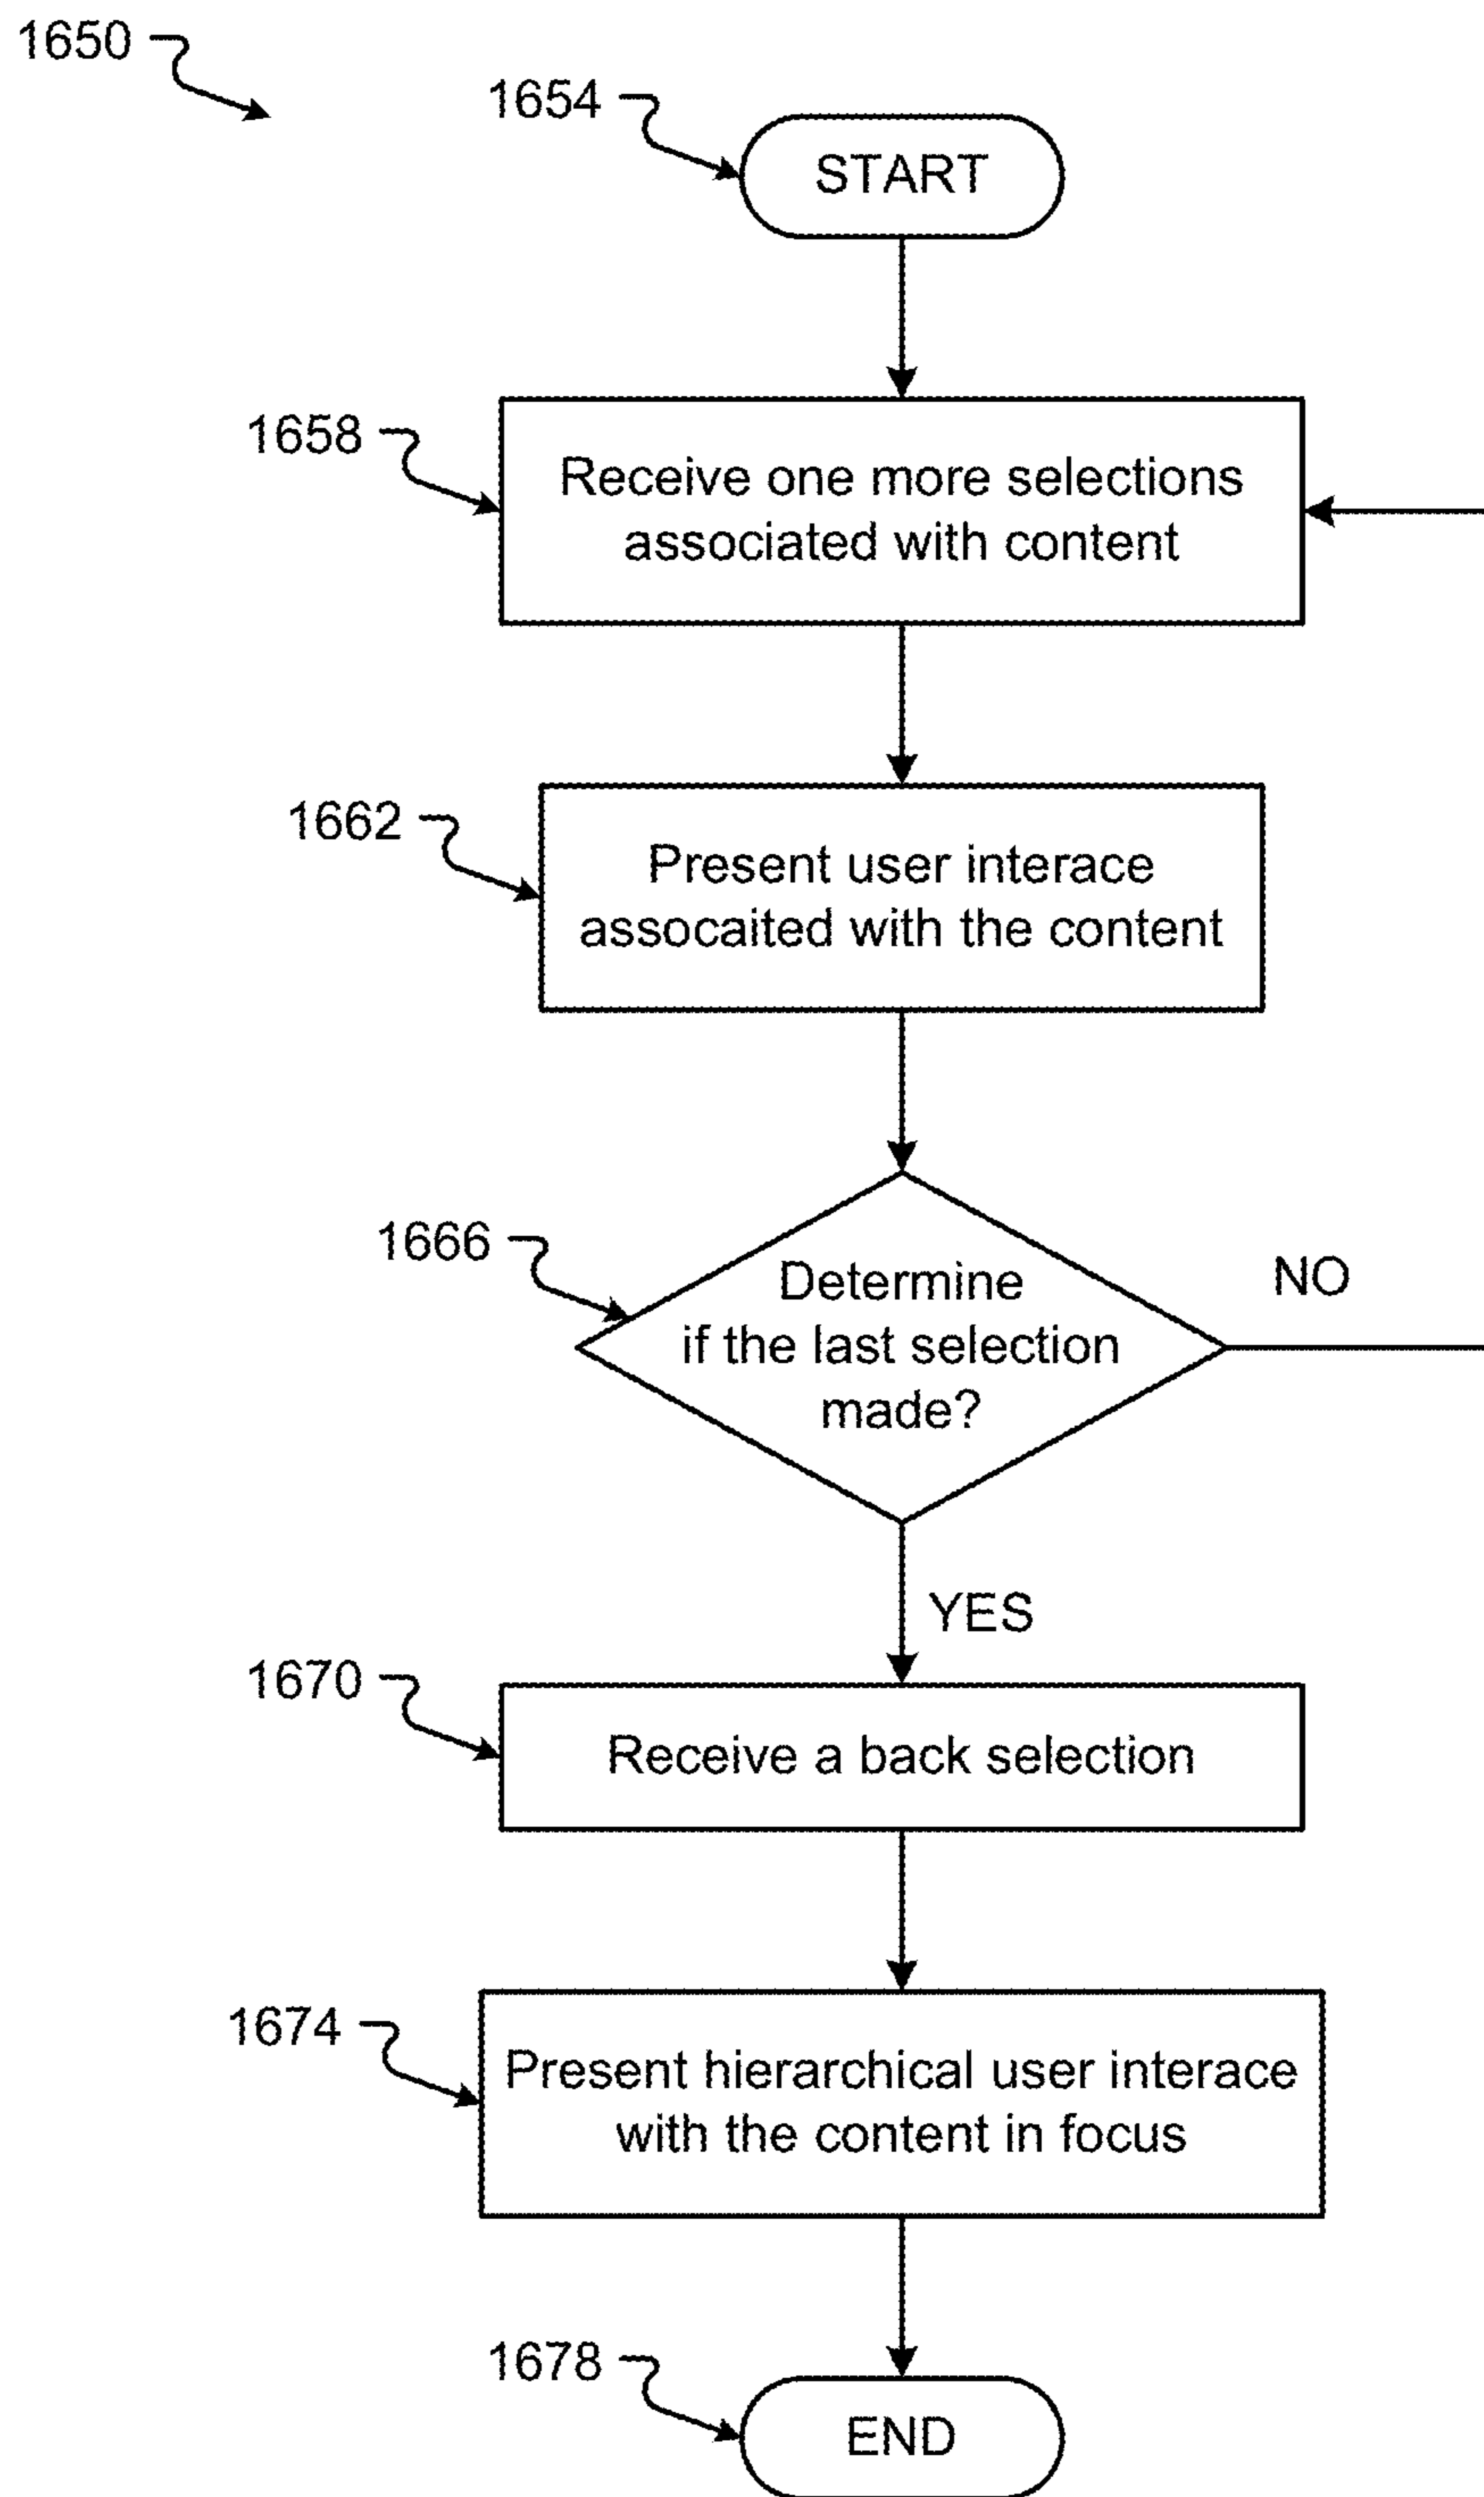 1650
1654
START
1658
Receive one more selections
associated with content
1662
Present user interace
assocaited with the content
1666
Determine
if the last selection
made?
NO
YES
1670
Receive a back selection
1674
Present hierarchical user interace
with the content in focus
1678
END